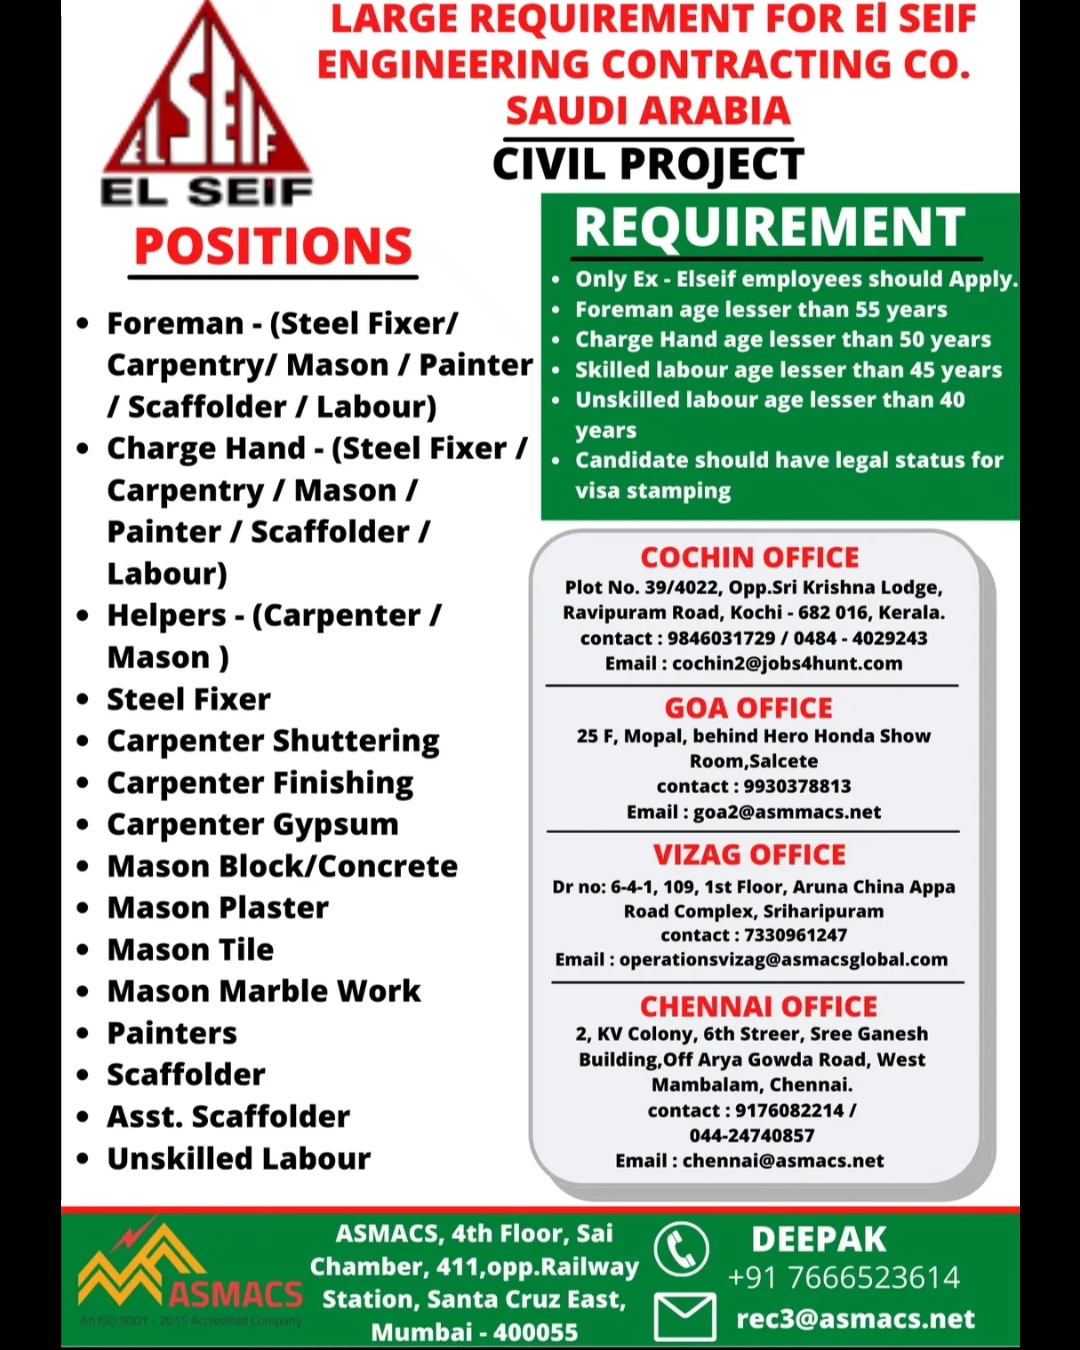 LARGE REQUIREMENT FOR El SEIF
ENGINEERING CONTRACTING CO.
SAUDI ARABIA
CIVIL PROJECT
EL SEIF
EL SEIF
POSITIONS
• Foreman - (Steel Fixer/
Carpentry/ Mason / Painter
/ Scaffolder / Labour)
• Charge Hand - (Steel Fixer /
Carpentry / Mason /
Painter / Scaffolder /
Labour)
• Helpers - (Carpenter /
Mason )
• Steel Fixer
• Carpenter Shuttering
• Carpenter Finishing
• Carpenter Gypsum
• Mason Block/Concrete
• Mason Plaster
• Mason Tile
• Mason Marble Work
• Painters
• Scaffolder
• Asst. Scaffolder
• Unskilled Labour
REQUIREMENT
• Only Ex - Elseif employees should Apply.
• Foreman age lesser than 55 years
• Charge Hand age lesser than 50 years
• Skilled labour age lesser than 45 years
• Unskilled labour age lesser than 40
years
• Candidate should have legal status for
visa stamping
COCHIN OFFICE
Plot No. 39/4022, Opp.Sri Krishna Lodge,
Ravipuram Road, Kochi - 682 016, Kerala.
contact : 9846031729 / 0484 - 4029243
Email : cochin2@jobs4hunt.com
GOA OFFICE
25 F, Mopal, behind Hero Honda Show
Room,Salcete
contact : 9930378813
Email : goa2@asmmacs.net
VIZAG OFFICE
Dr no: 6-4-1, 109, 1st Floor, Aruna China Appa
Road Complex, Sriharipuram
contact : 7330961247
Email : operationsvizag@asmacsglobal.com
CHENNAI OFFICE
2, KV Colony, 6th Streer, Sree Ganesh
Building,Off Arya Gowda Road, West
Mambalam, Chennai.
contact : 9176082214 /
044-24740857
Email : chennai@asmacs.net
ASMACS
An ISO 9001 - 2015 Accredited Company
ASMACS, 4th Floor, Sai
Chamber, 411,opp.Railway
Station, Santa Cruz East,
Mumbai - 400055
DEEPAK
+91 7666523614
rec3@asmacs.net